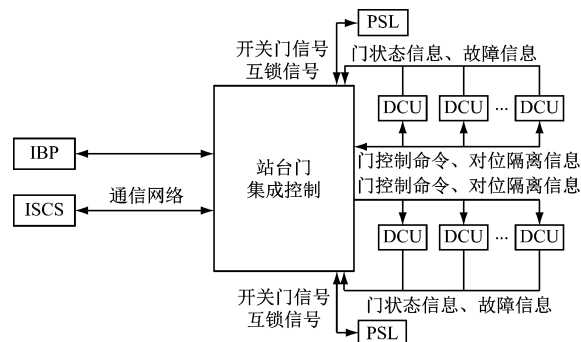 PSL
开关门信号
互锁信号
门状态信息、故障信息
DCU DCU … DCU
IBP
站台门
集成控制
门控制命令、对位隔离信息
门控制命令、对位隔离信息
ISCS
通信网络
DCU DCU … DCU
开关门信号
互锁信号
门状态信息、故障信息
PSL